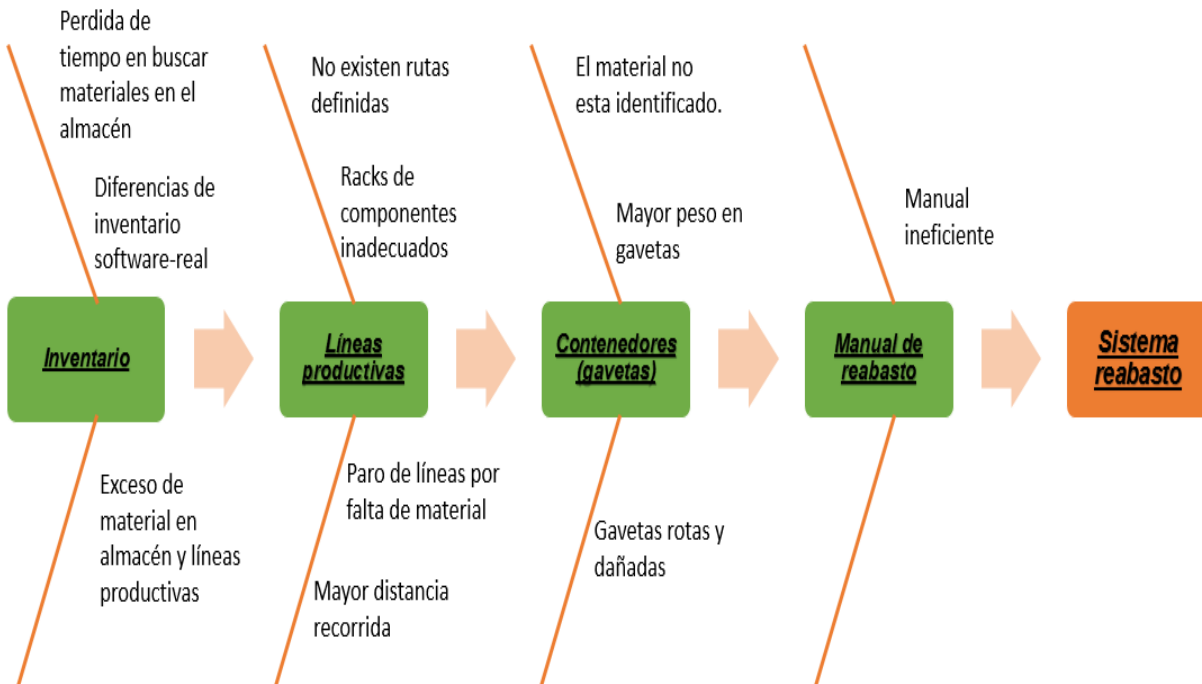 Perdida de
tiempo en buscar
materiales en el
almacén
Diferencias de
inventario
software-real
No existen rutas
definidas
Racks de
componentes
inadecuados
El material no
esta identificado.
Mayor peso en
gavetas
Manual
ineficiente
Inventario
Líneas
productivas
Contenedores
(gavetas)
Manual de
reabasto
Sistema
reabasto
Exceso de
material en
almacén y líneas
productivas
Paro de líneas por
falta de material
Mayor distancia
recorrida
Gavetas rotas y
dañadas